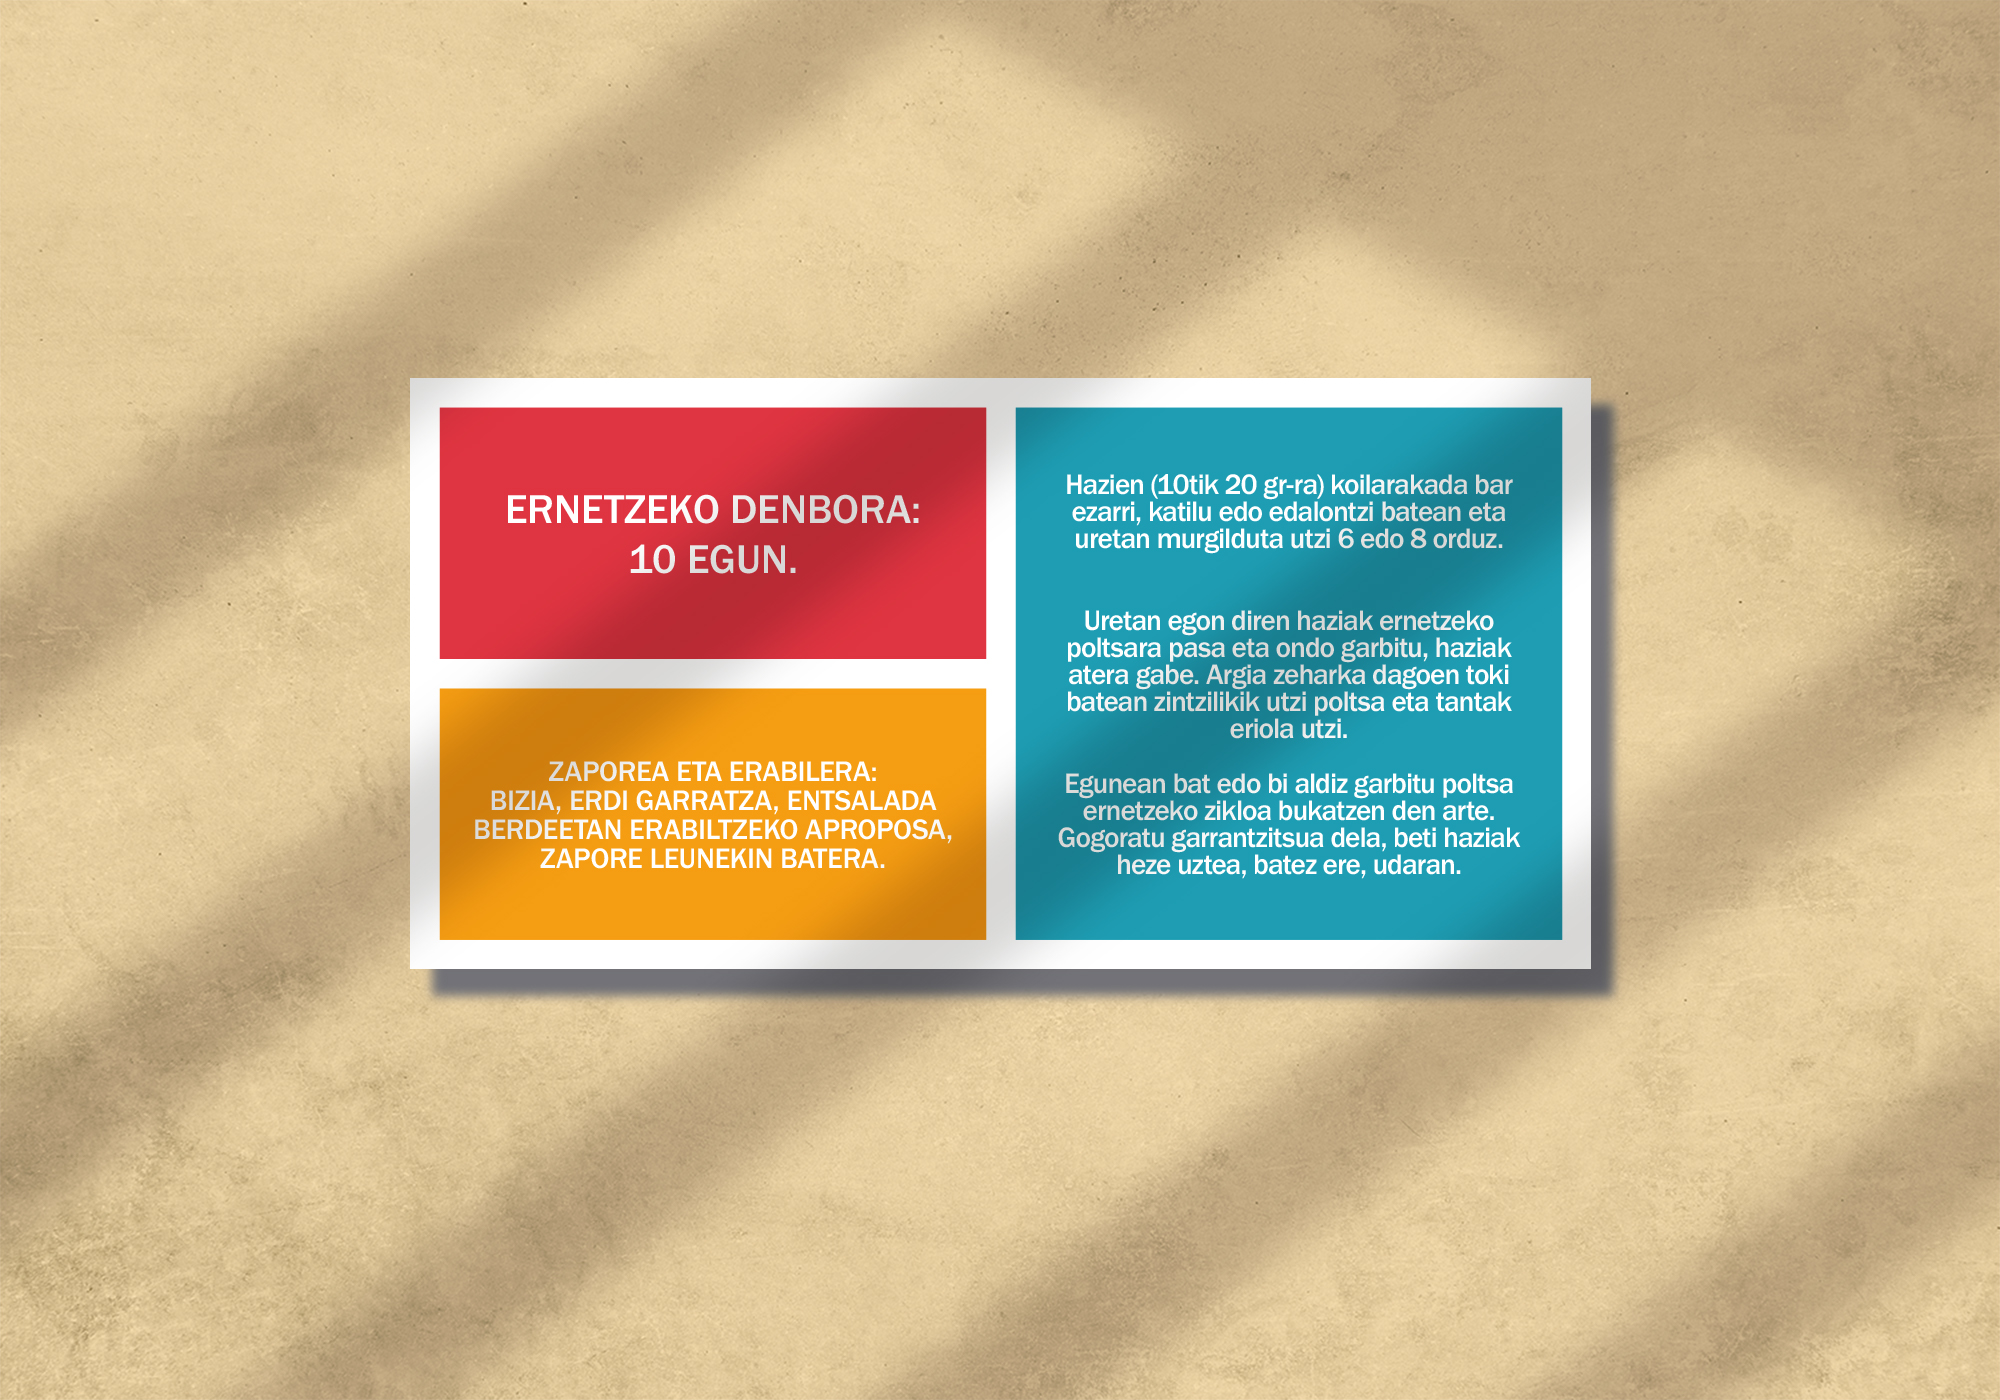 ERNETZEKO DENBORA:
10 EGUN.
ZAPOREA ETA ERABILERA:
BIZIA, ERDI GARRATZA, ENTSALADA
BERDEETAN ERABILTZEKO APROPOSA,
ZAPORE LEUNEKIN BATERA.
Hazien (10tik 20 gr-ra) koilarakada bar
ezarri, katilu edo edalontzi batean eta
uretan murgilduta utzi 6 edo 8 orduz.
Uretan egon diren haziak ernetzeko
poltsara pasa eta ondo garbitu, haziak
atera gabe. Argia zeharka dagoen toki
batean zintzilikik utzi poltsa eta tantak
eriola utzi.
Egunean bat edo bi aldiz garbitu poltsa
ernetzeko zikloa bukatzen den arte.
Gogoratu garrantzitsua dela, beti haziak
heze uztea, batez ere, udaran.